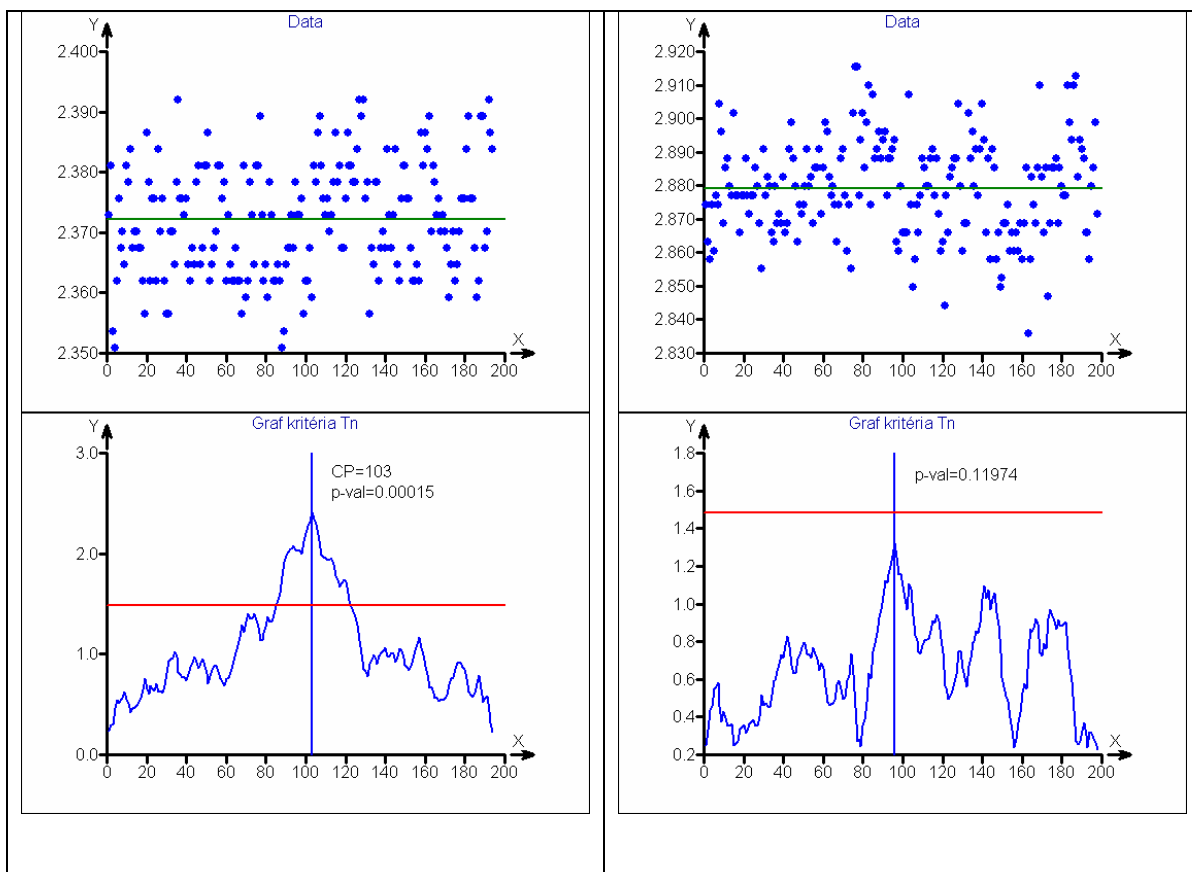 Data
Y
2.400
2.390
2.380
2.370
2.360
2.350
X
0 20 40 60 80 100 120 140 160 180 200
Graf kritéria Tn
Y
3.0
CP=103
p-val=0.00015
2.0
1.0
0.0
X
0 20 40 60 80 100 120 140 160 180 200
Data
Y
2.920
2.910
2.900
2.890
2.880
2.870
2.860
2.850
2.840
2.830
X
0 20 40 60 80 100 120 140 160 180 200
Graf kritéria Tn
Y
1.8
p-val=0.11974
1.6
1.4
1.2
1.0
0.8
0.6
0.4
0.2
X
0 20 40 60 80 100 120 140 160 180 200